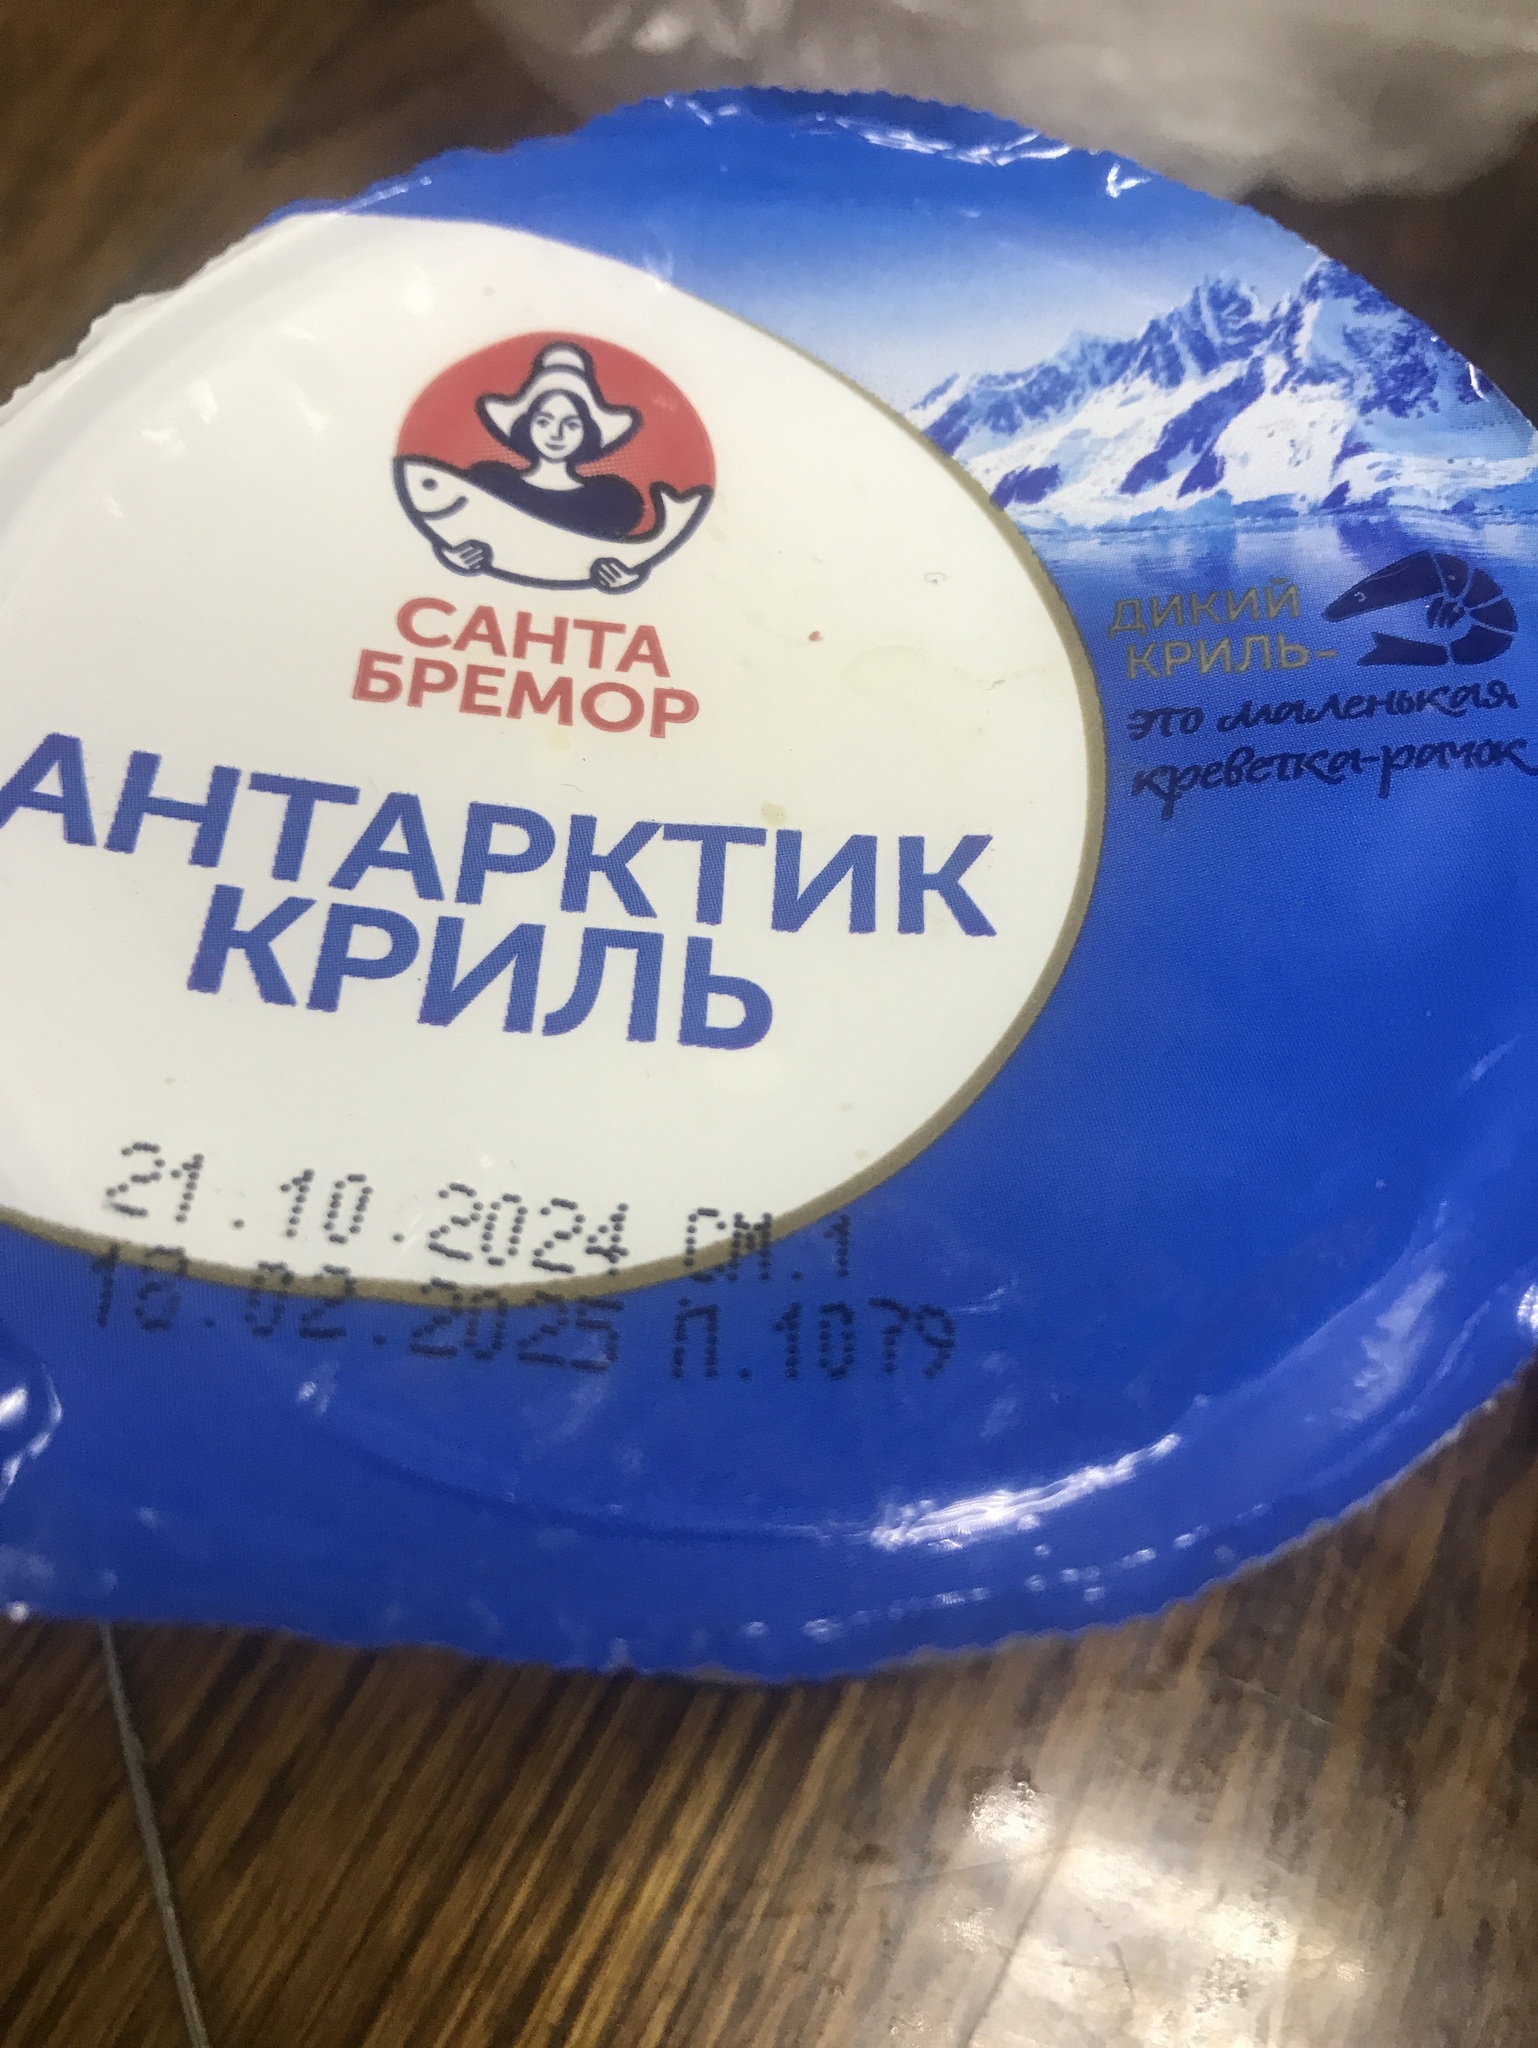 САНТА
БРЕМОР
АНТАРКТИК
КРИЛЬ
ДИКИЙ
КРИЛЬ-
это маленькая
креветка-рачок
21.10.2024 СМ.1
18.02.2025 П.1079